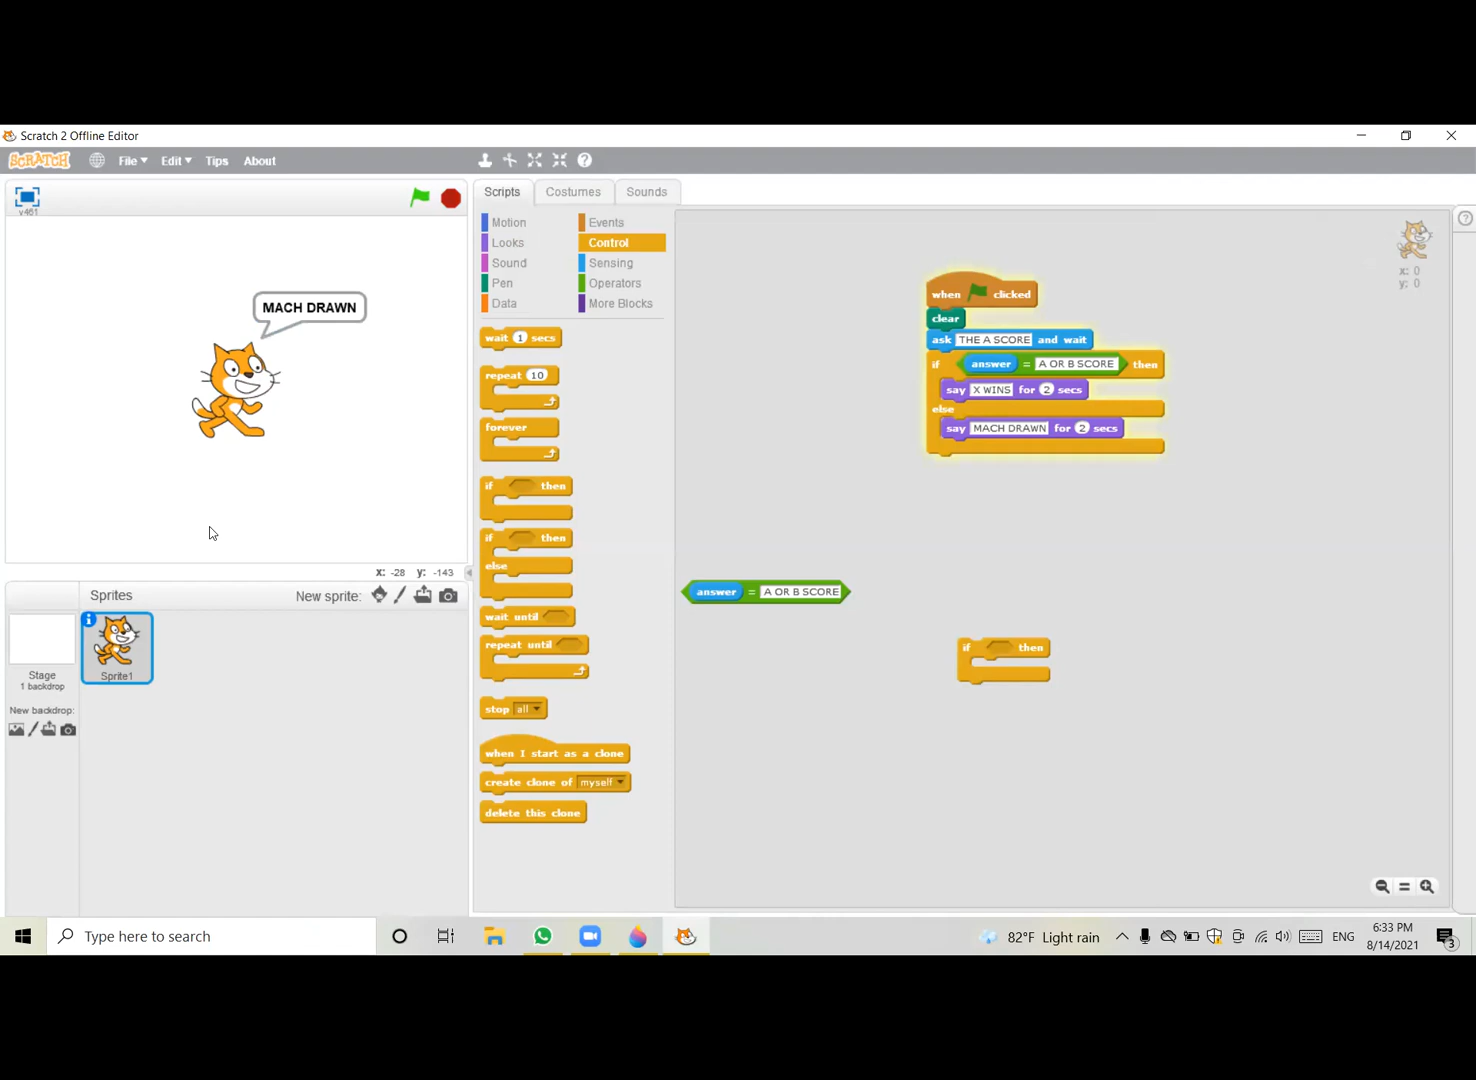 Scratch 2 Offline Editor
SCRATCH File Edit Tips About
v461
Scripts Costumes Sounds
Motion Events
Looks Control
Sound Sensing
Pen Operators
Data More Blocks
MACH DRAWN
x: -28 y: -143
Sprites New sprite:
Stage
1 backdrop
New backdrop:
Sprite1
wait 1 secs
repeat 10
forever
if then
if then
else
wait until
repeat until
stop all
when I start as a clone
create clone of myself
delete this clone
x: 0
y: 0
when clicked
clear
ask THE A SCORE and wait
if answer = A OR B SCORE then
say X WINS for 2 secs
else
say MACH DRAWN for 2 secs
answer = A OR B SCORE
if then
Type here to search
82°F Light rain
ENG
6:33 PM
8/14/2021
3